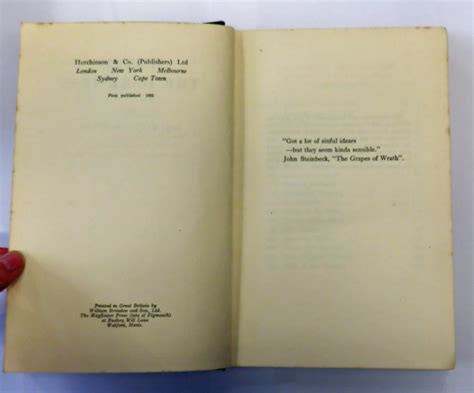 Hutchinson & Co. (Publishers) Ltd
London New York Melbourne
Sydney Cape Town
First published 1952
Printed in Great Britain by
William Brendon and Son, Ltd.
The Mayflower Press (late of Plymouth)
at Bushey Mill Lane
Watford, Herts.
"Got a lot of sinful idears
—but they seem kinda sensible."
John Steinbeck, "The Grapes of Wrath".